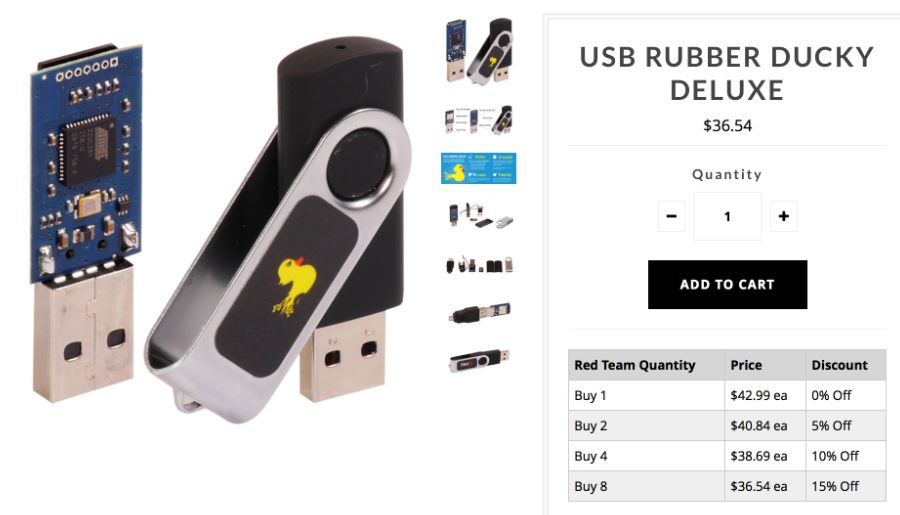 USB RUBBER DUCKY
DELUXE
$36.54
Quantity
− 1 +
ADD TO CART
Red Team Quantity Price Discount
Buy 1 $42.99 ea 0% Off
Buy 2 $40.84 ea 5% Off
Buy 4 $38.69 ea 10% Off
Buy 8 $36.54 ea 15% Off